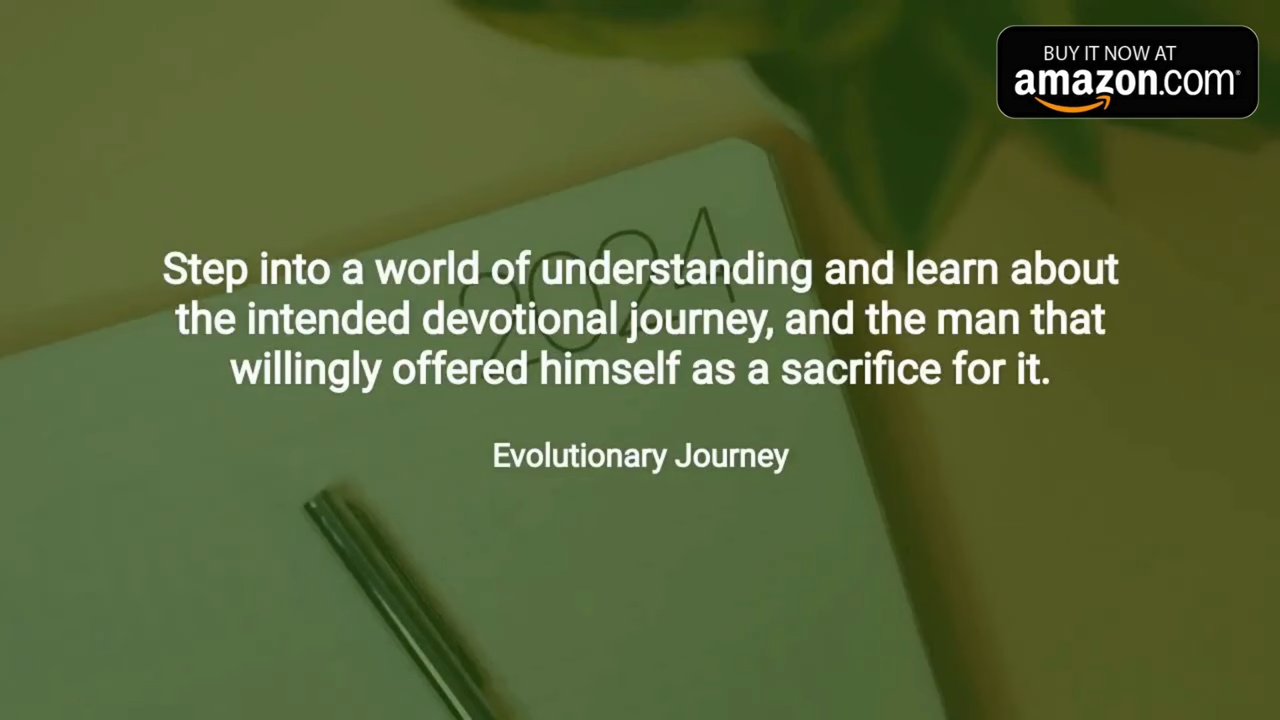 BUY IT NOW AT
amazon.com
2024
Step into a world of understanding and learn about
the intended devotional journey, and the man that
willingly offered himself as a sacrifice for it.
Evolutionary Journey